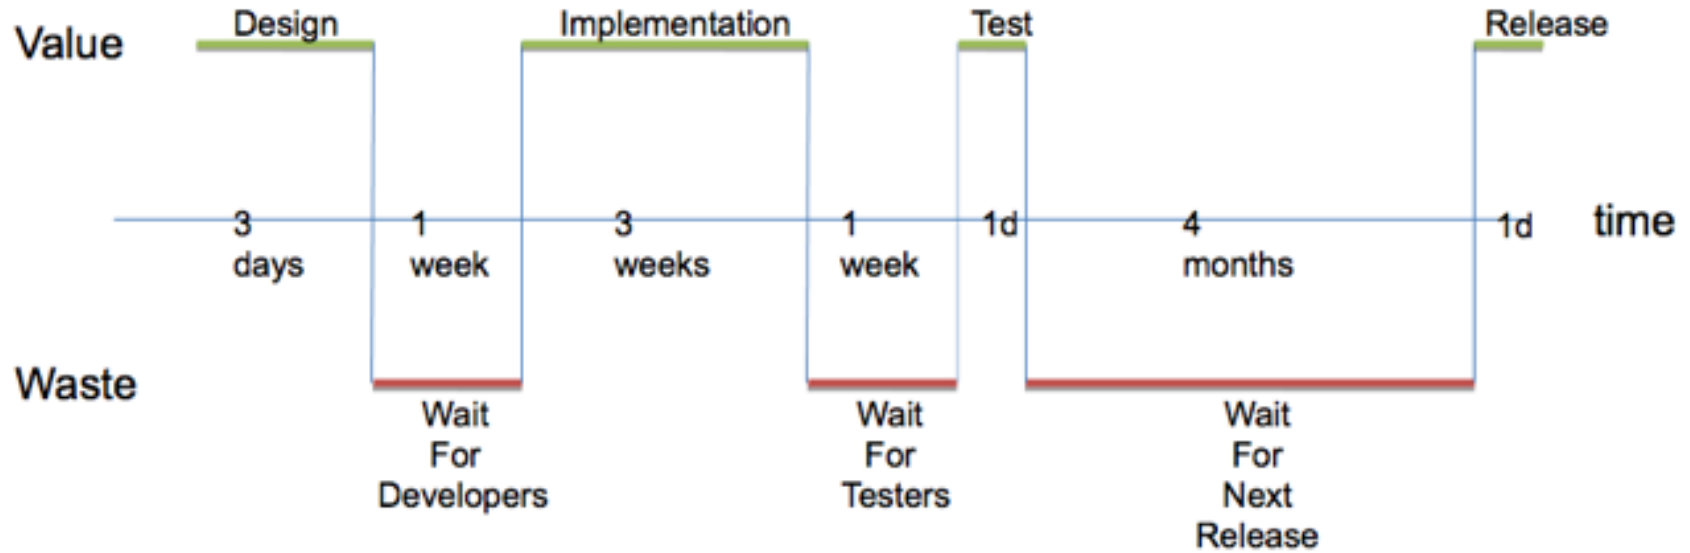 Design Implementation Test Release
Value
3 1 3 1 1d 4 1d time
days week weeks week months
Waste
Wait Wait Wait
For For For
Developers Testers Next
Release